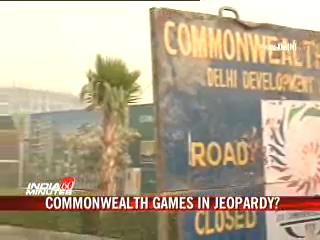 COMMONWEALTH
DELHI DEVELOPMENT
ROAD
CLOSED
INDIA 60
MINUTES
COMMONWEALTH GAMES IN JEOPARDY?